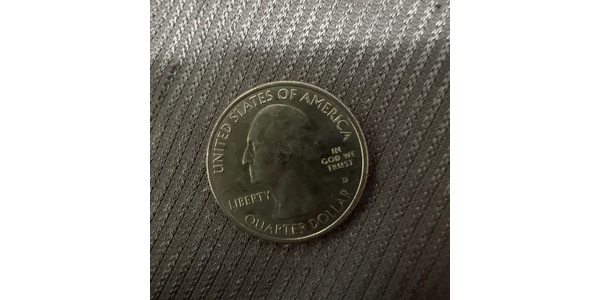 UNITED STATES OF AMERICA
IN
GOD WE
TRUST
D
LIBERTY
QUARTER DOLLAR